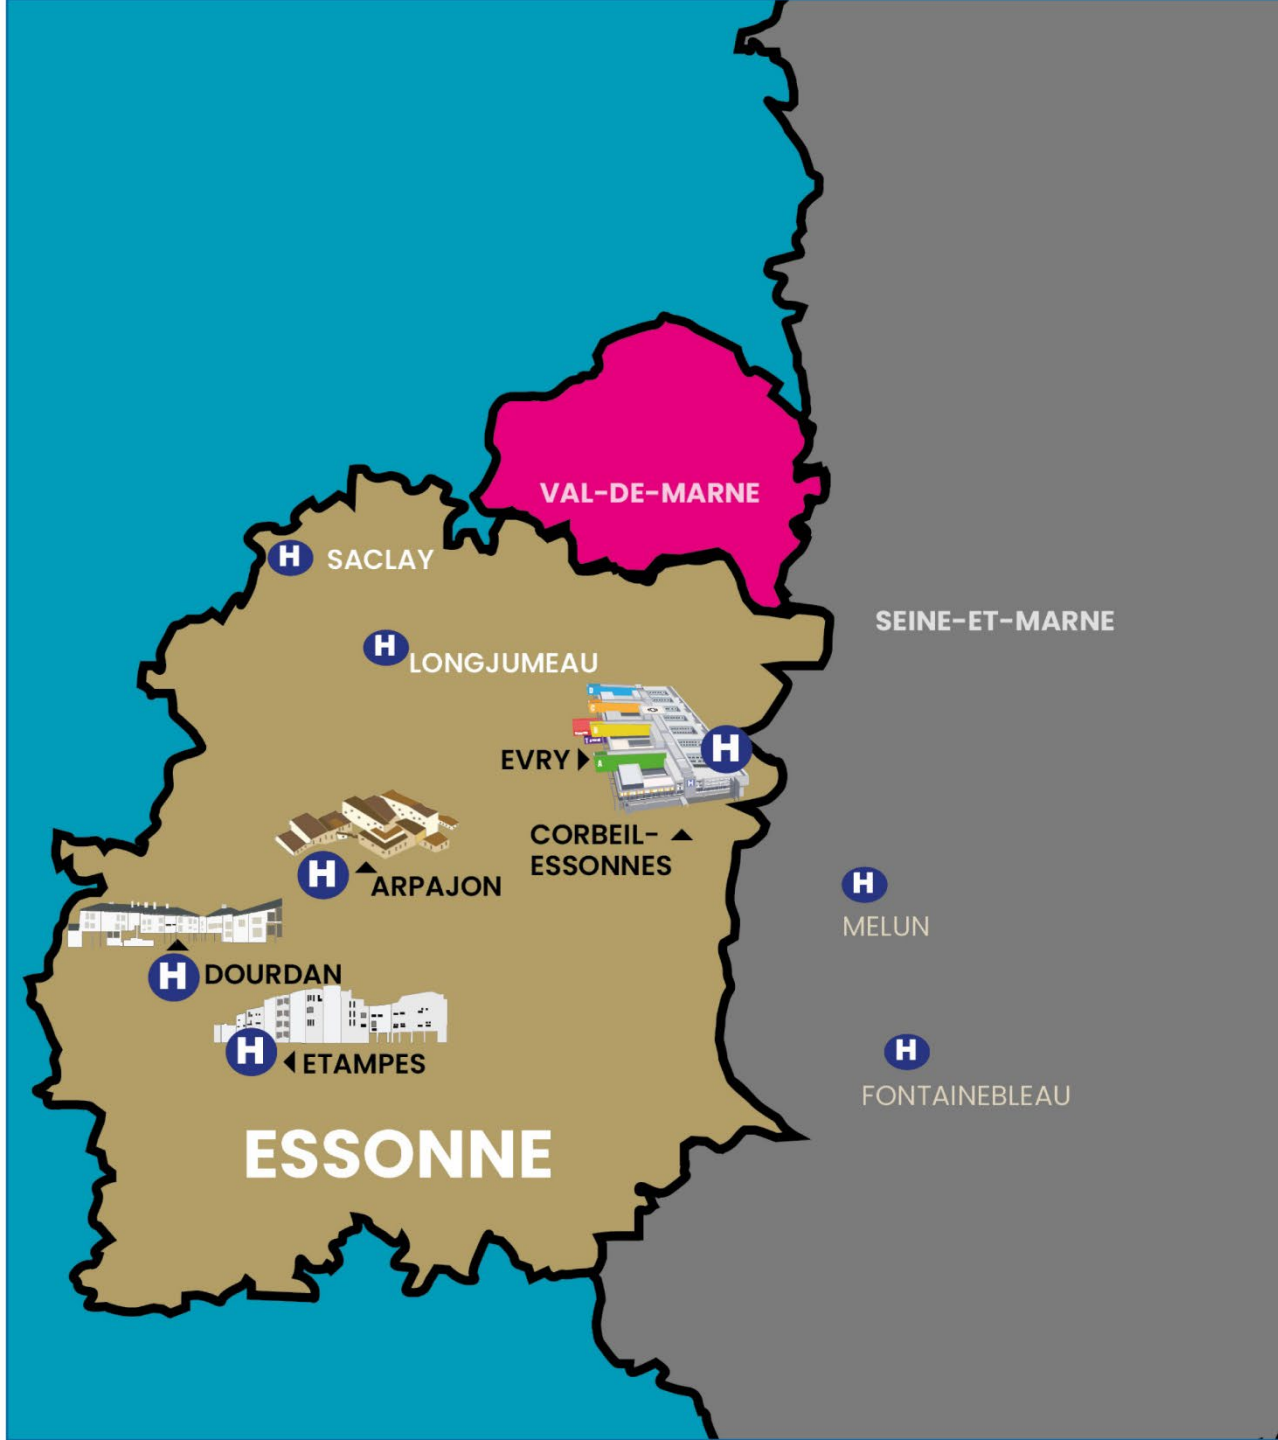 VAL-DE-MARNE
H SACLAY
SEINE-ET-MARNE
H LONGJUMEAU
D
C
B
A
H
EVRY
H
CORBEIL-
ESSONNES
H
ARPAJON
H
MELUN
H DOURDAN
H
ETAMPES
H
FONTAINEBLEAU
ESSONNE